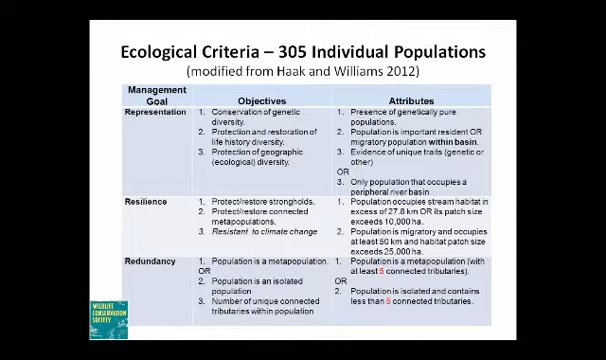 Ecological Criteria – 305 Individual Populations
(modified from Haak and Williams 2012)
Management Goal
Objectives
Attributes
Representation
1. Conservation of genetic
diversity.
2. Protection and restoration of
life history diversity.
3. Protection of geographic
(ecological) diversity.
1. Presence of genetically pure
populations.
2. Population is important resident OR
migratory population within basin.
3. Evidence of unique traits (genetic or
other)
OR
3. Only population that occupies a
peripheral river basin
Resilience
1. Protect/restore strongholds.
2. Protect/restore connected
metapopulations.
3. Resistant to climate change
1. Population occupies stream habitat in
excess of 27.8 km OR its patch size
exceeds 10,000 ha.
2. Population is migratory and occupies
at least 50 km and habitat patch size
exceeds 25,000 ha.
Redundancy
1. Population is a metapopulation.
OR
2. Population is an isolated
population
3. Number of unique connected
tributaries within population
1. Population is a metapopulation (with
at least 5 connected tributaries).
OR
2. Population is isolated and contains
less than 5 connected tributaries.
WILDLIFE
CONSERVATION
SOCIETY